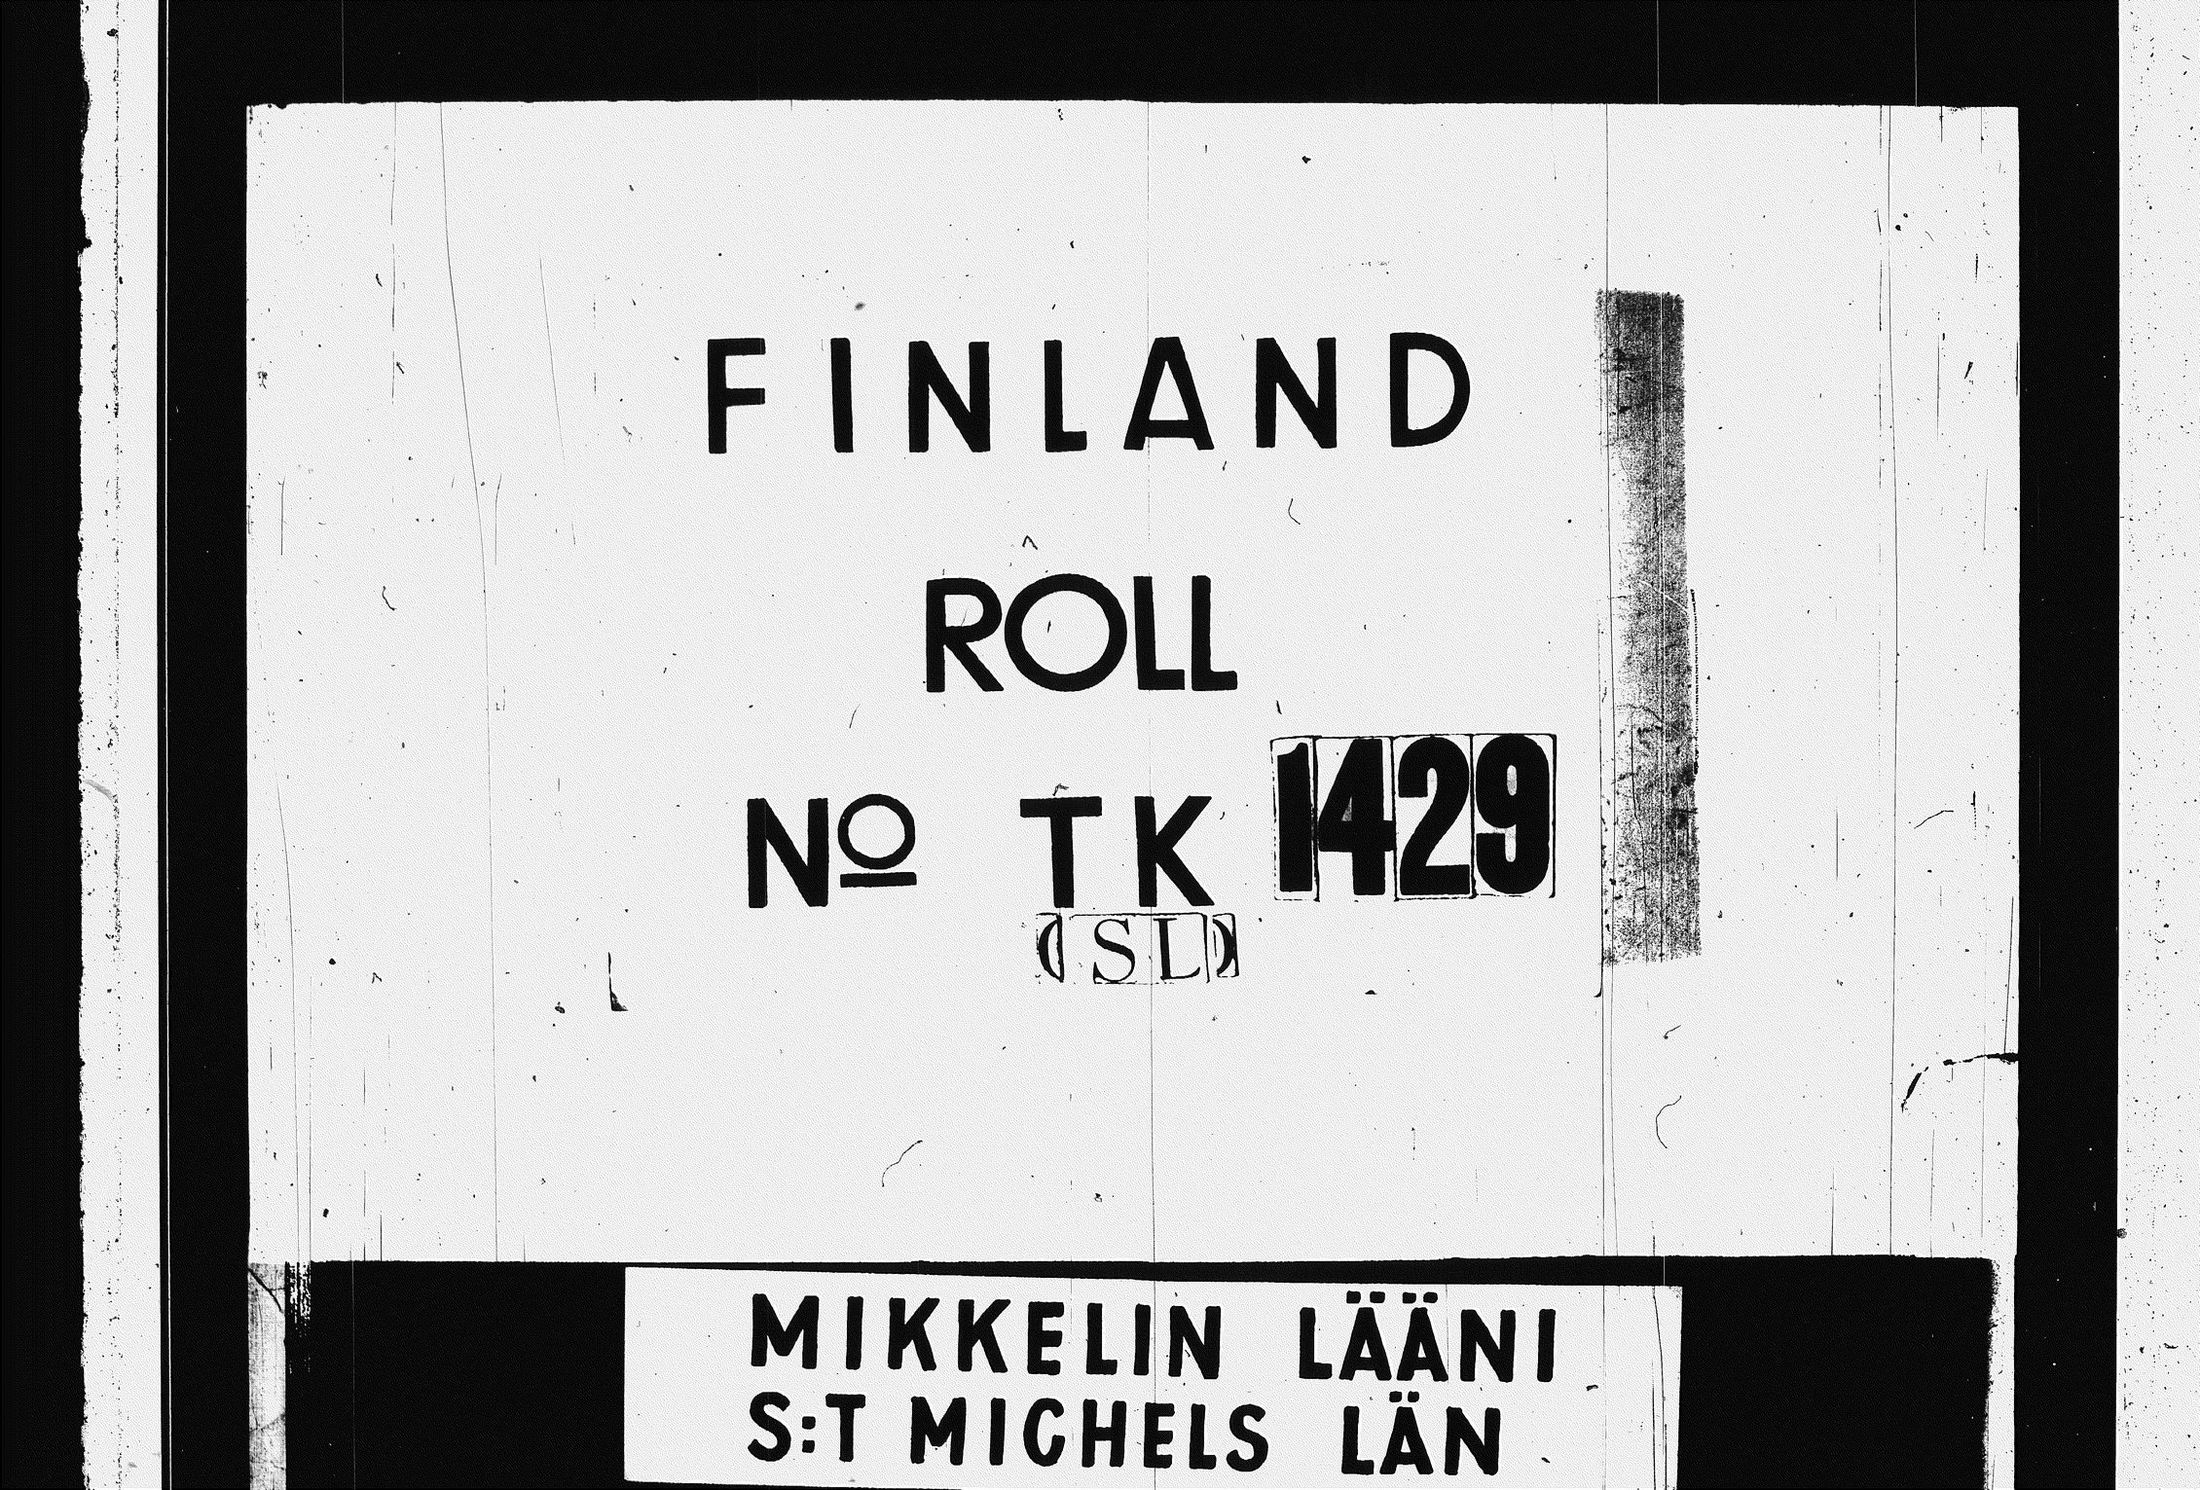 FINLAND
ROLL
Nº TK 1429
(SL)
MIKKELIN LÄÄNI
S:T MICHELS LÄN